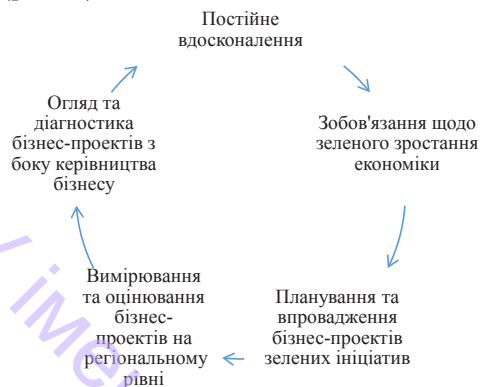 Постійне
вдосконалення
Зобов'язання щодо
зеленого зростання
економіки
Планування та
впровадження
бізнес-проектів
зелених ініціатив
Вимірювання
та оцінювання
бізнес-
проектів на
регіональному
рівні
Огляд та
діагностика
бізнес-проектів з
боку керівництва
бізнесу